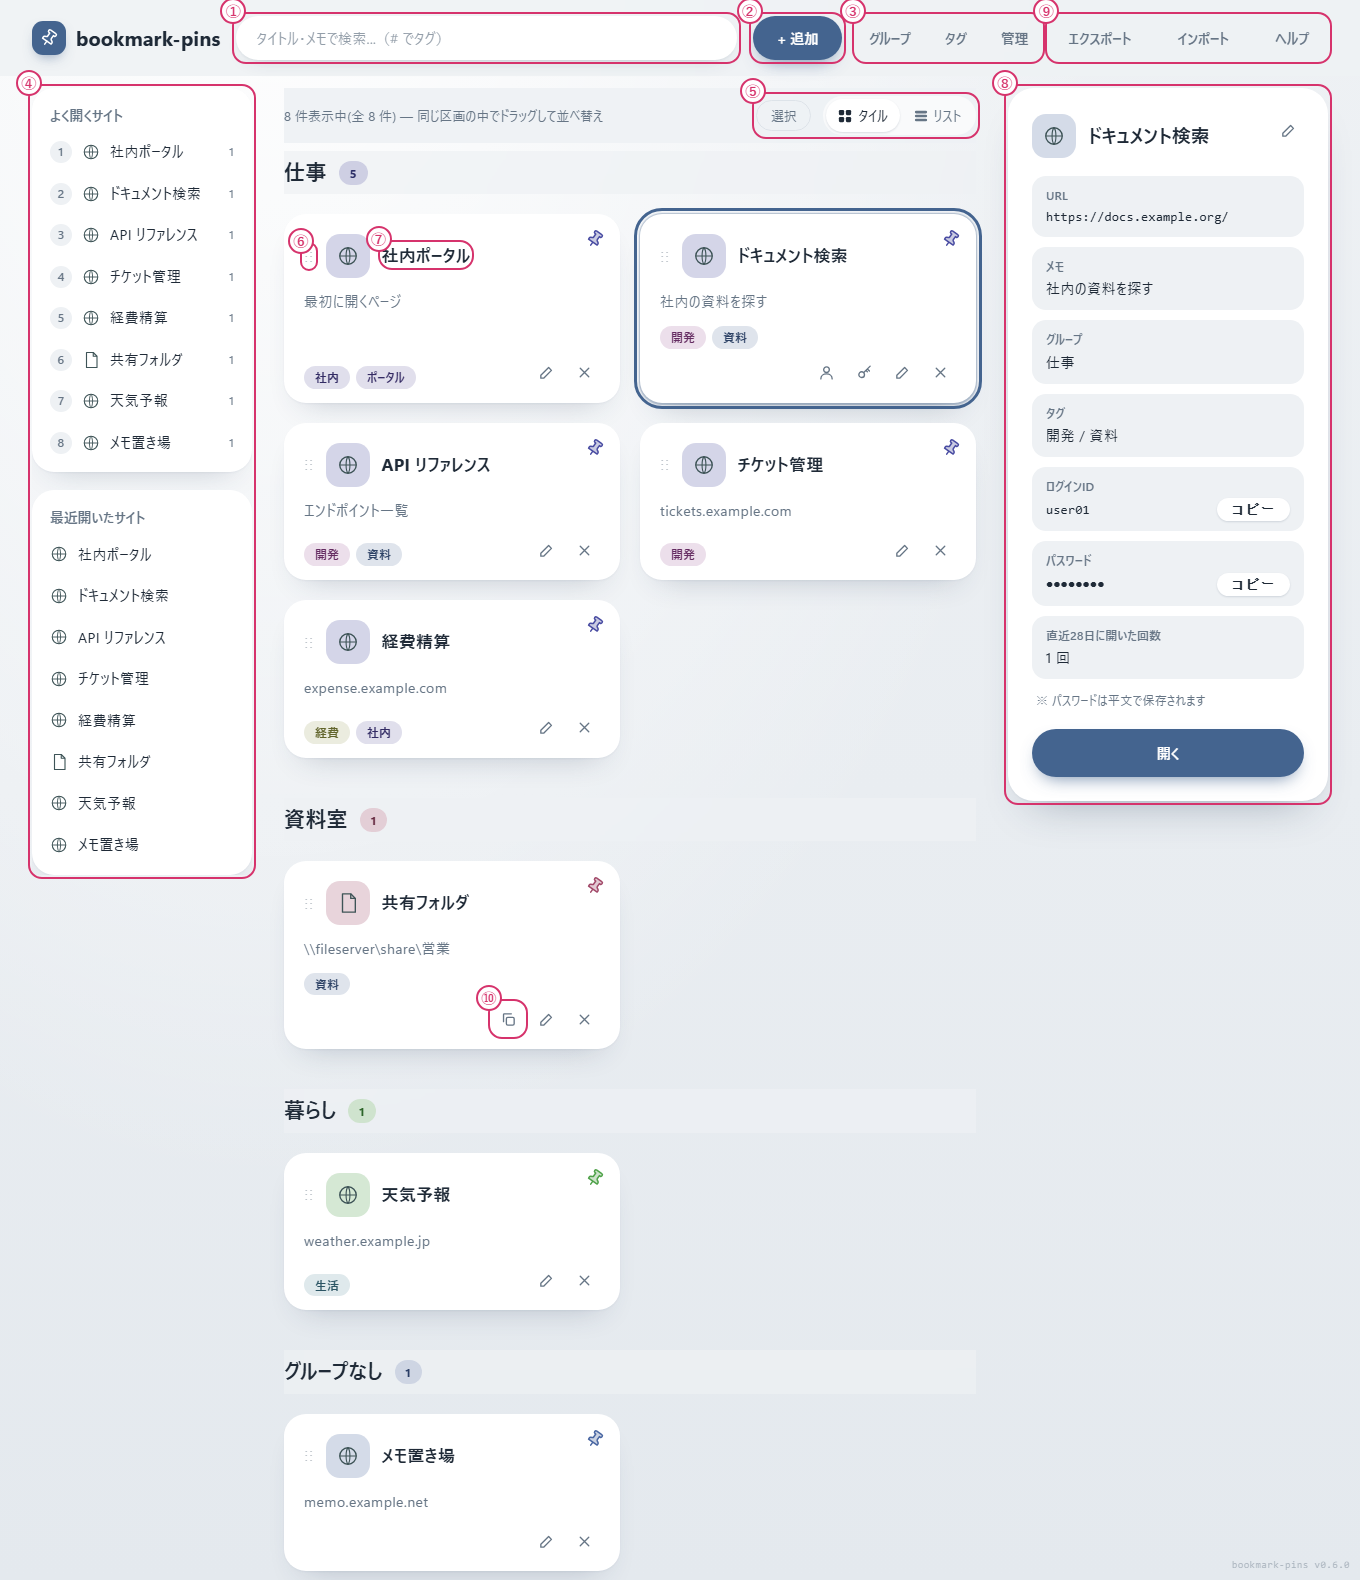 ① ② ③ ⑨
bookmark-pins
タイトル・メモで検索... (# でタグ)
+ 追加
グループ タグ 管理
エクスポート インポート ヘルプ
④
よく開くサイト
1 社内ポータル 1
2 ドキュメント検索 1
3 API リファレンス 1
4 チケット管理 1
5 経費精算 1
6 共有フォルダ 1
7 天気予報 1
8 メモ置き場 1
最近開いたサイト
社内ポータル
ドキュメント検索
API リファレンス
チケット管理
経費精算
共有フォルダ
天気予報
メモ置き場
8 件表示中(全 8 件) — 同じ区画の中でドラッグして並べ替え
⑤
選択 タイル リスト
仕事 5
⑥ ⑦
社内ポータル
最初に開くページ
社内 ポータル
ドキュメント検索
社内の資料を探す
開発 資料
API リファレンス
エンドポイント一覧
開発 資料
チケット管理
tickets.example.com
開発
経費精算
expense.example.com
経費 社内
資料室 1
共有フォルダ
\\fileserver\share\営業
資料
⑩
暮らし 1
天気予報
weather.example.jp
生活
グループなし 1
メモ置き場
memo.example.net
⑧
ドキュメント検索
URL
https://docs.example.org/
メモ
社内の資料を探す
グループ
仕事
タグ
開発 / 資料
ログインID
user01
コピー
パスワード
••••••••
コピー
直近28日に開いた回数
1 回
※ パスワードは平文で保存されます
開く
bookmark-pins v0.6.0